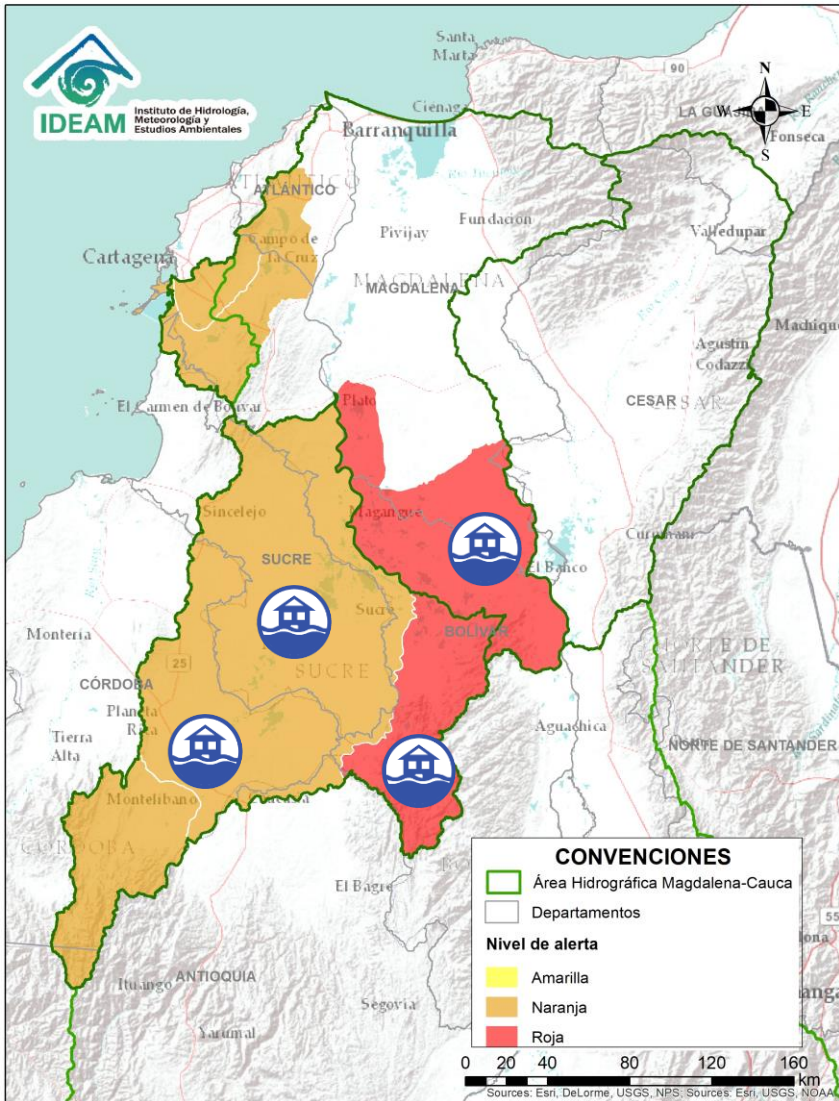 Santa
Marta
90
N
W
E
S
LA GUAJI
Ciénaga
IDEAM
Instituto de Hidrología,
Meteorología y
Estudios Ambientales
Barranquilla
Fonseca
ATLÁNTICO
ATLÁNTICO
Fundación
Pivijay
Valledupar
Campo de
la Cruz
Cartagena
MAGDALENA
MAGDALENA
Machiqu
Agustín
Codazzi
CESAR
CESAR
El Carmen de Bolívar
Plato
Sincelejo
Magangué
Curumaní
SUCRE
El Banco
Sucre
Montería
BOLÍVAR
NORTE DE
SANTANDER
25
SUCRE
CÓRDOBA
Planeta
Rica
Tierra
Alta
Aguachica
NORTE DE SANTANDER
Montelíbano
CÓRDOBA
El Bagre
ANTIOQUIA
Ituango
Segovia
Yarumal
CONVENCIONES
Área Hidrográfica Magdalena-Cauca
Departamentos
55
Nivel de alerta
Amarilla
Naranja
Roja
0 20 40 80 120 160
km
Sources: Esri, DeLorme, USGS, NPS; Sources: Esri, USGS, NOAA